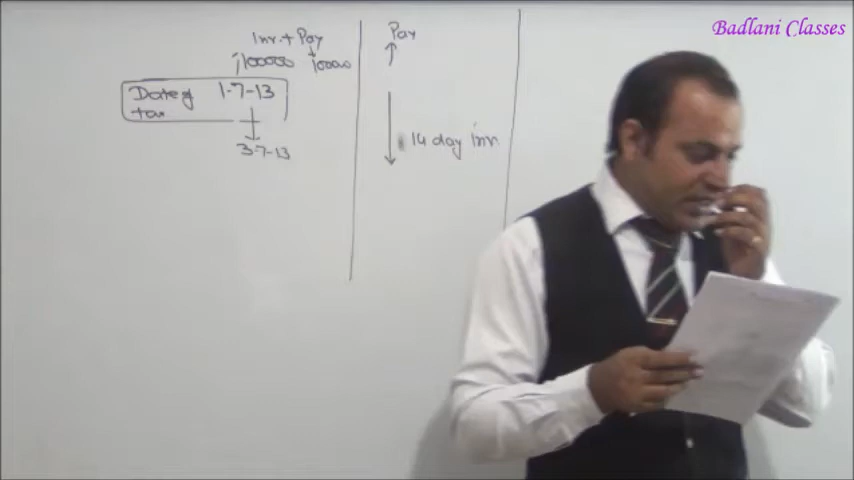 Badlani Classes
Inv. + Pay
100000 100000
Date of 1-7-13
tax
3-7-13
Pay
14 day inv.